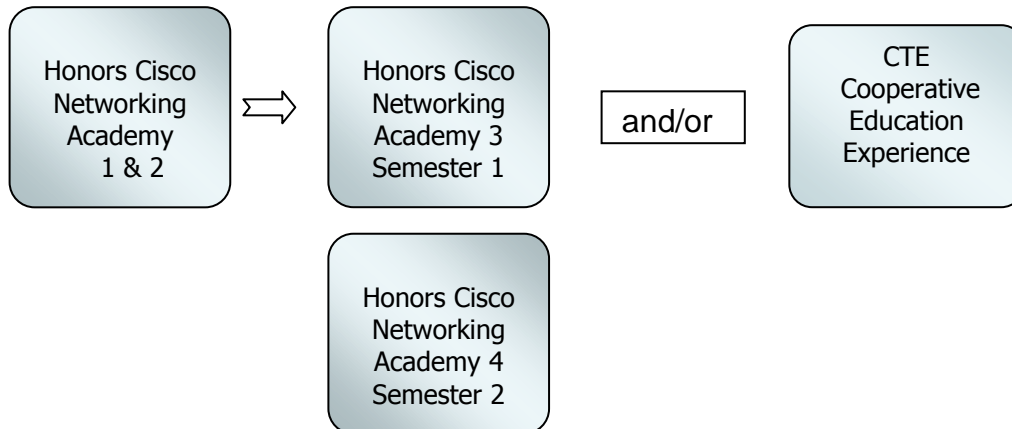 Honors Cisco
Networking
Academy
1 & 2
Honors Cisco
Networking
Academy 3
Semester 1
and/or
CTE
Cooperative
Education
Experience
Honors Cisco
Networking
Academy 4
Semester 2